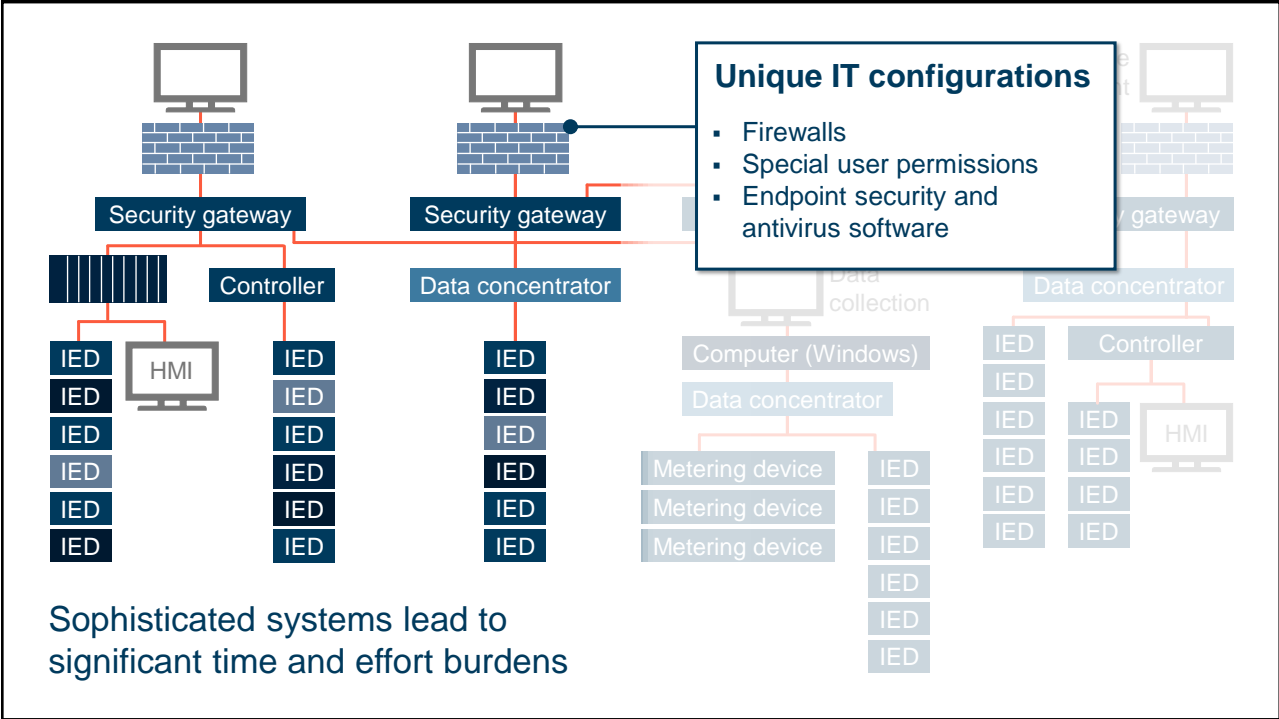 Unique IT configurations
▪ Firewalls
▪ Special user permissions
▪ Endpoint security and
antivirus software
Security gateway
Security gateway
gateway
Controller
Data concentrator
Data
collection
Data concentrator
IED
HMI
IED
IED
Computer (Windows)
IED
Controller
IED
IED
IED
Data concentrator
IED
IED
IED
IED
IED
IED
IED
HMI
IED
IED
IED
Metering device
IED
IED
IED
IED
IED
IED
Metering device
IED
IED
IED
IED
IED
IED
Metering device
IED
IED
IED
IED
Sophisticated systems lead to
significant time and effort burdens